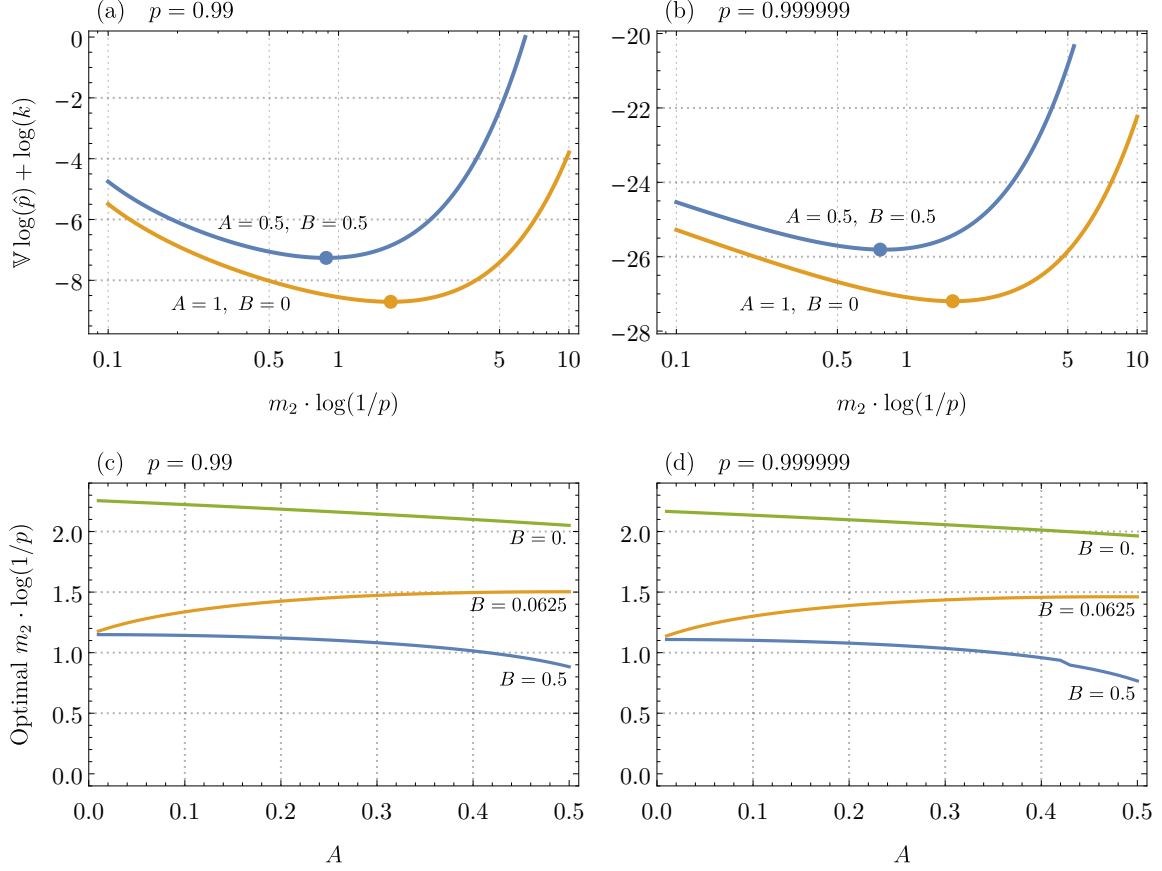 (a) p = 0.99
𝕍 log(p̂) + log(k)
0
−2
−4
−6
−8
A = 0.5, B = 0.5
A = 1, B = 0
0.1 0.5 1 5 10
m₂ · log(1/p)
(b) p = 0.999999
−20
−22
−24
−26
−28
A = 0.5, B = 0.5
A = 1, B = 0
0.1 0.5 1 5 10
m₂ · log(1/p)
(c) p = 0.99
Optimal m₂ · log(1/p)
2.0
1.5
1.0
0.5
0.0
B = 0.
B = 0.0625
B = 0.5
0.0 0.1 0.2 0.3 0.4 0.5
A
(d) p = 0.999999
2.0
1.5
1.0
0.5
0.0
B = 0.
B = 0.0625
B = 0.5
0.0 0.1 0.2 0.3 0.4 0.5
A